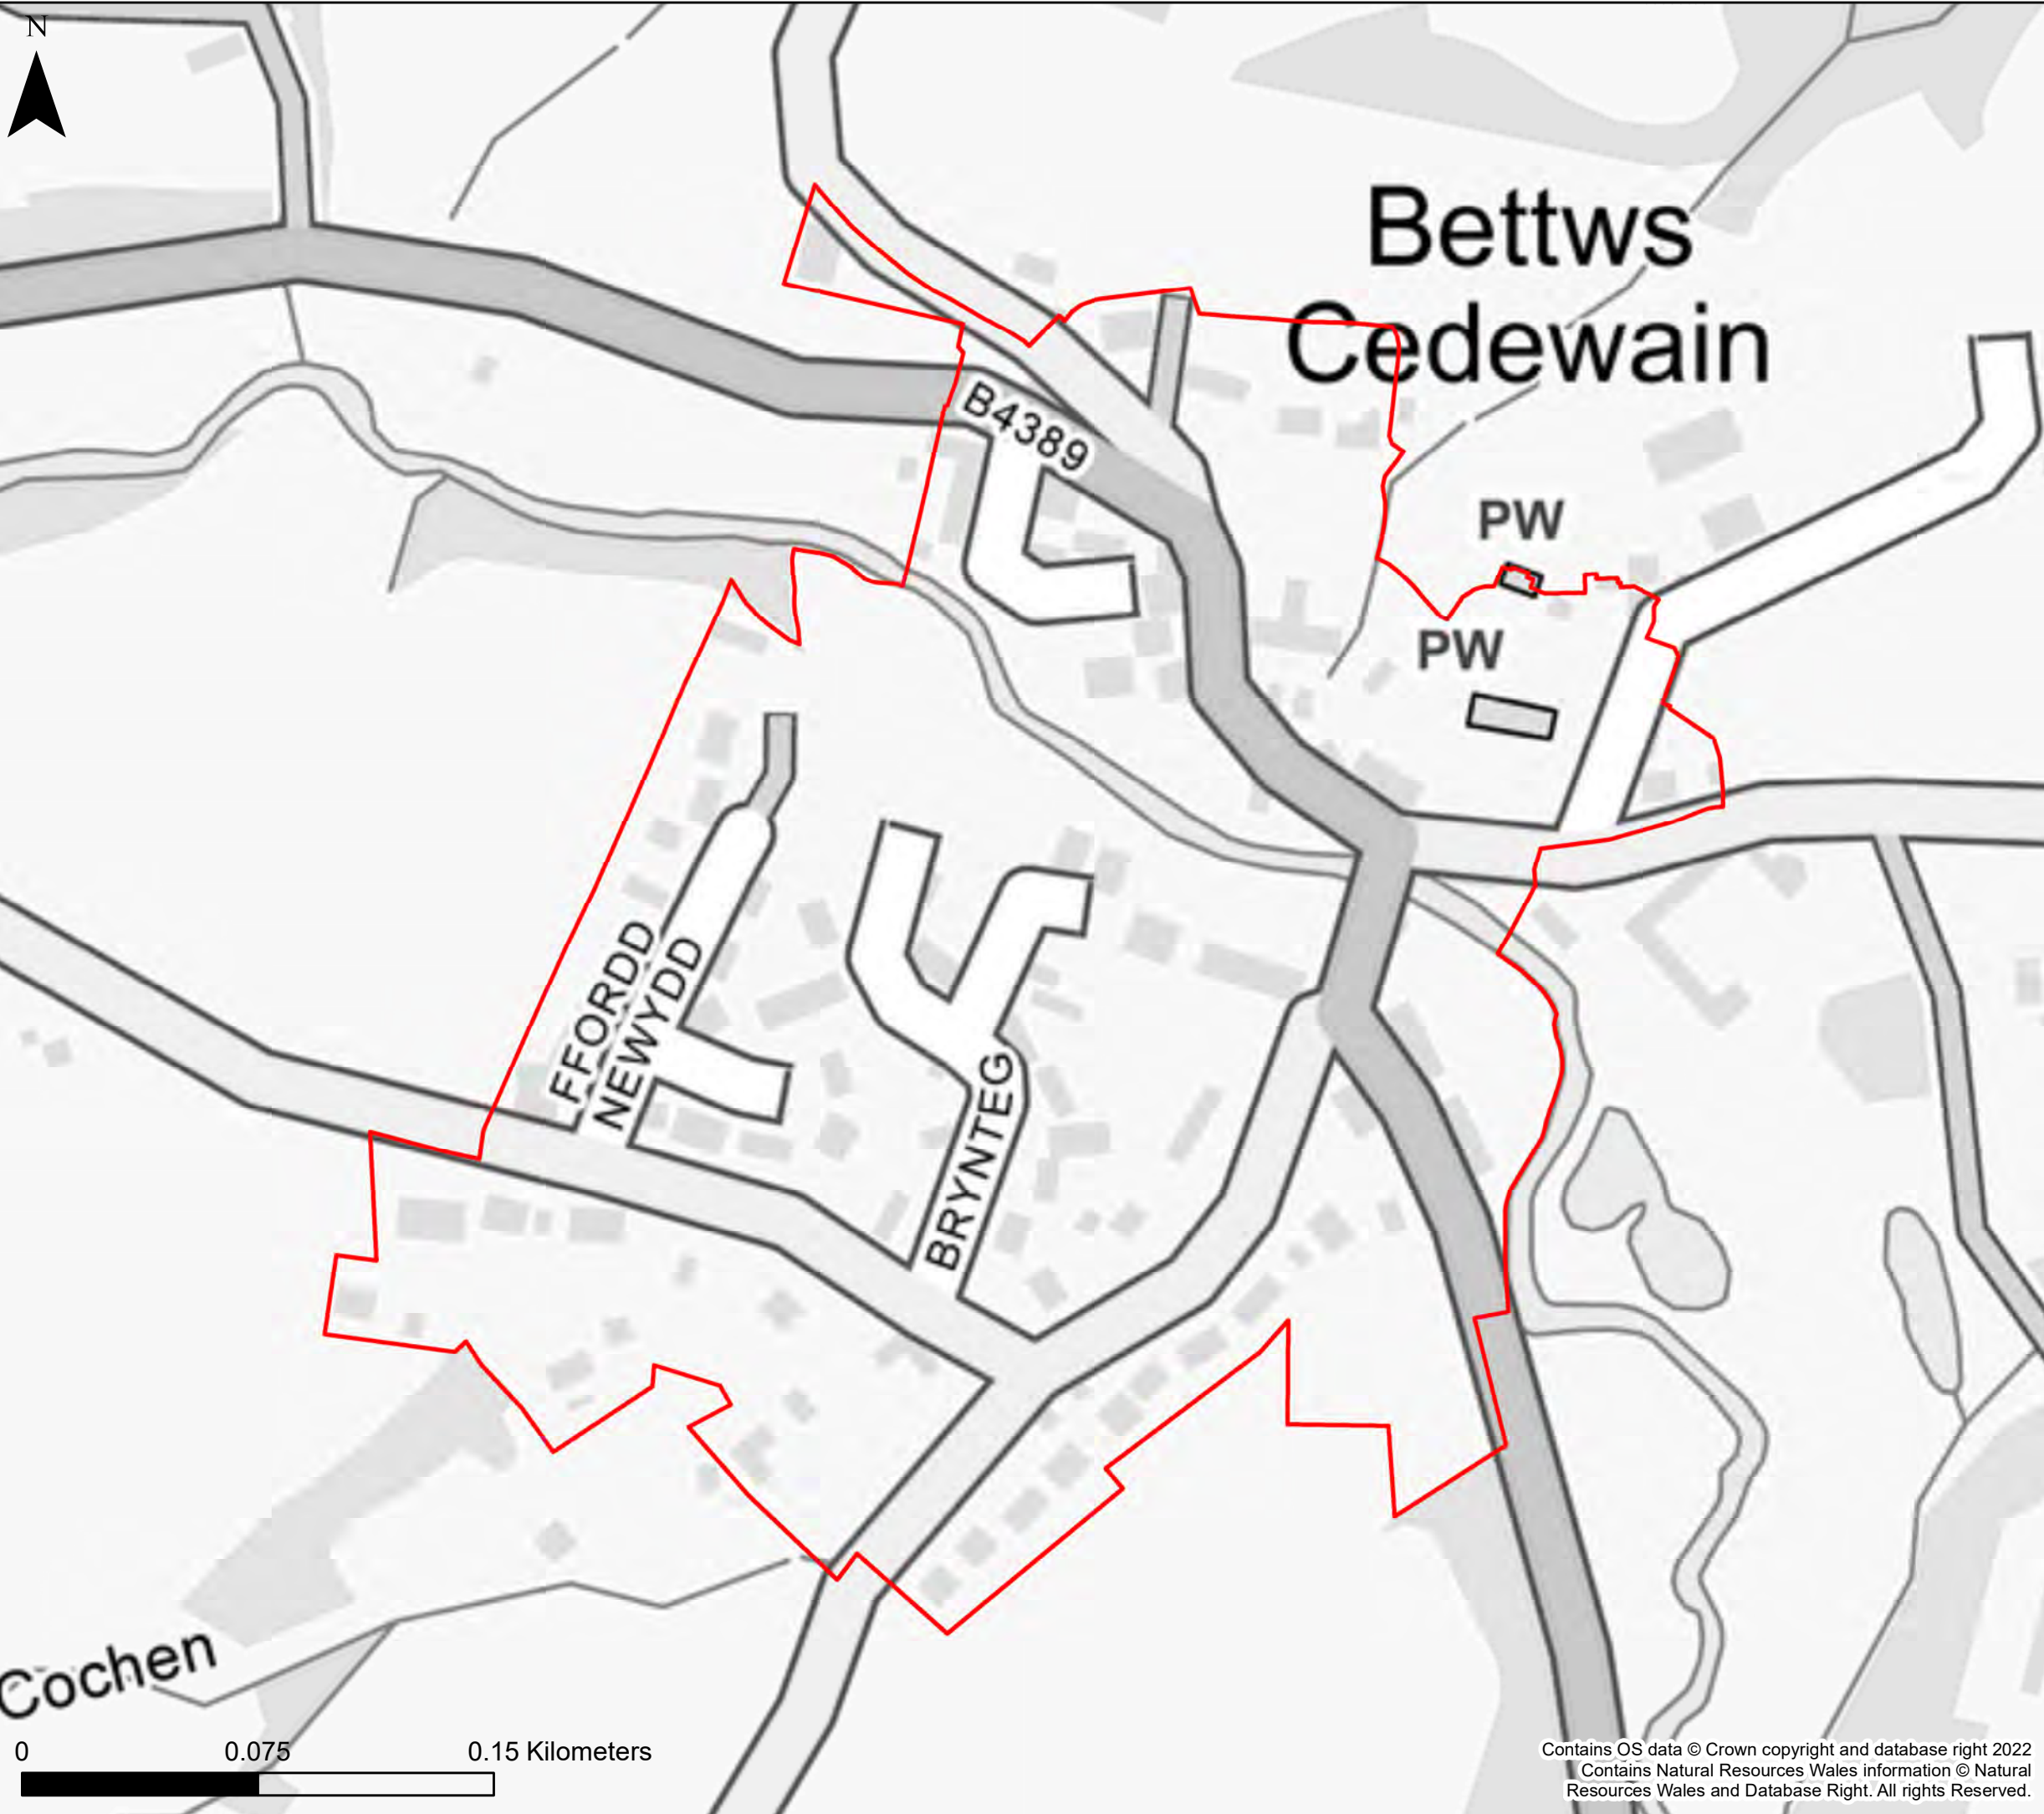 N
Bettws
Cedewain
B4389
PW
PW
FFORDD
NEWYDD
BRYNTEG
Cochen
0 0.075 0.15 Kilometers
Contains OS data © Crown copyright and database right 2022
Contains Natural Resources Wales information © Natural
Resources Wales and Database Right. All rights Reserved.